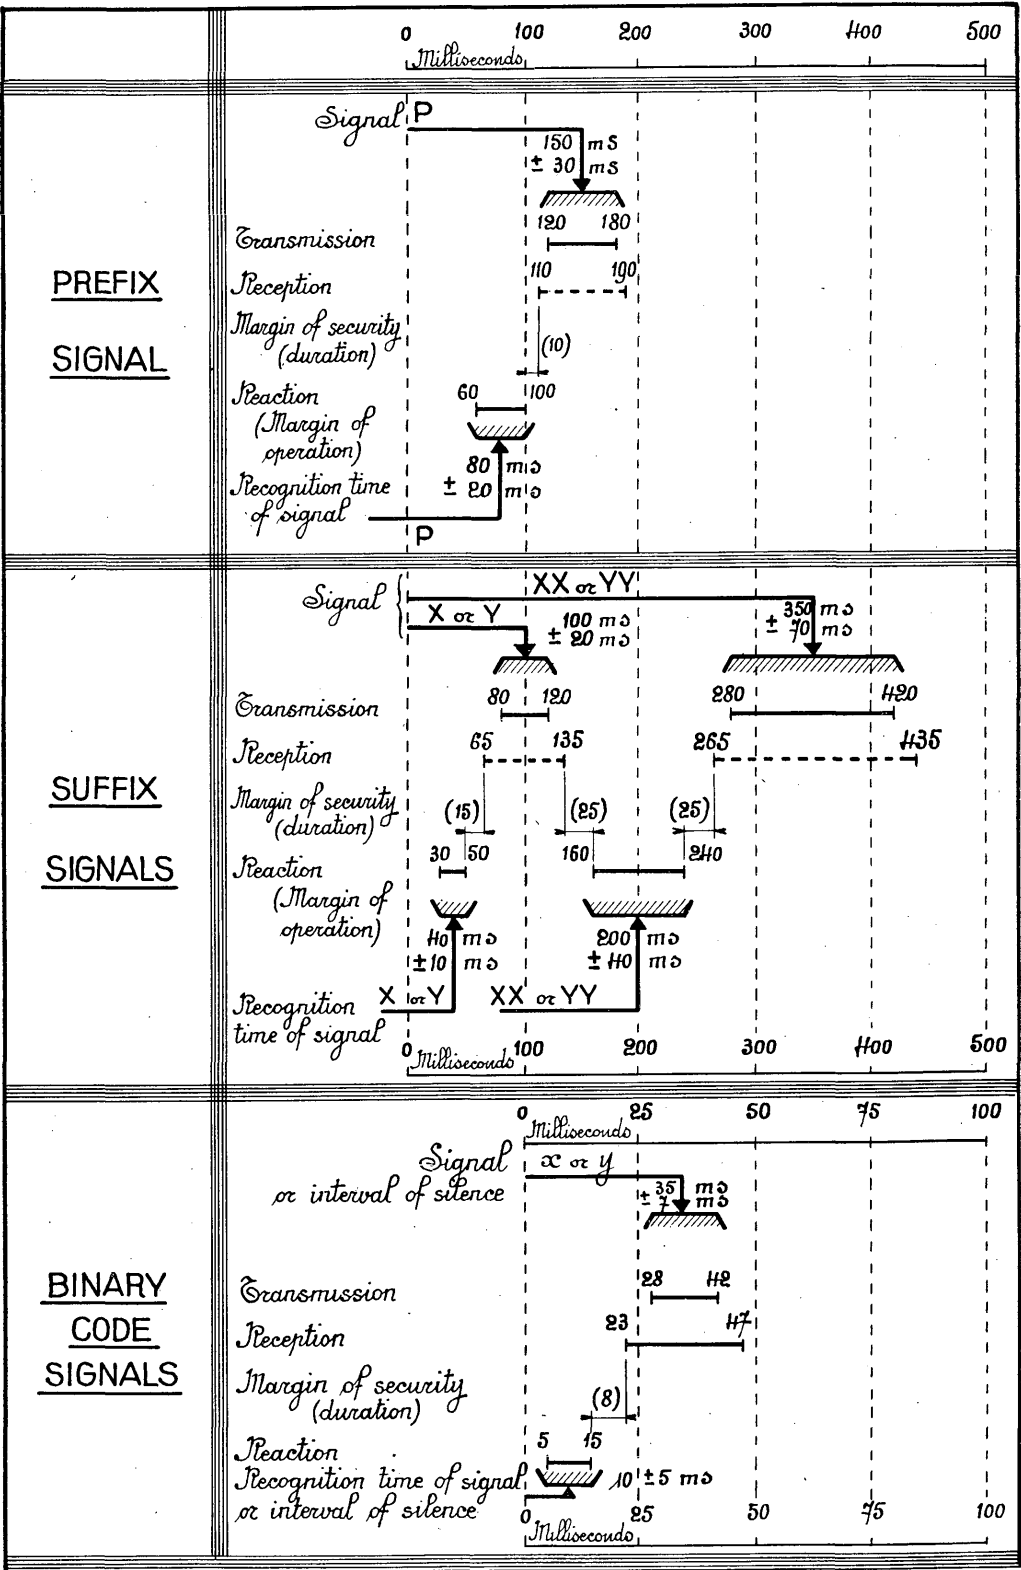 0 100 200 300 400 500
Milliseconds
PREFIX
SIGNAL
Signal P
150 ms
± 30 ms
120 180
Transmission
110 190
Reception
Margin of security
(duration)
(10)
Reaction
60 100
(Margin of
operation)
80 ms
± 20 ms
Recognition time
of signal
P
SUFFIX
SIGNALS
Signal
XX or YY
350 ms
± 70 ms
X or Y
100 ms
± 20 ms
80 120 280 420
Transmission
65 135 265 435
Reception
Margin of security
(duration)
(15) (25) (25)
30 50 160 240
Reaction
(Margin of
operation)
40 ms 200 ms
±10 ms ± 40 ms
X or Y XX or YY
Recognition
time of signal
0 100 200 300 400 500
Milliseconds
BINARY
CODE
SIGNALS
0 25 50 75 100
Milliseconds
Signal x or y
or interval of silence
35 ms
± 7 ms
28 42
Transmission
23 47
Reception
Margin of security
(duration)
(8)
5 15
Reaction
Recognition time of signal
or interval of silence
10 ±5 ms
0 25 50 75 100
Milliseconds